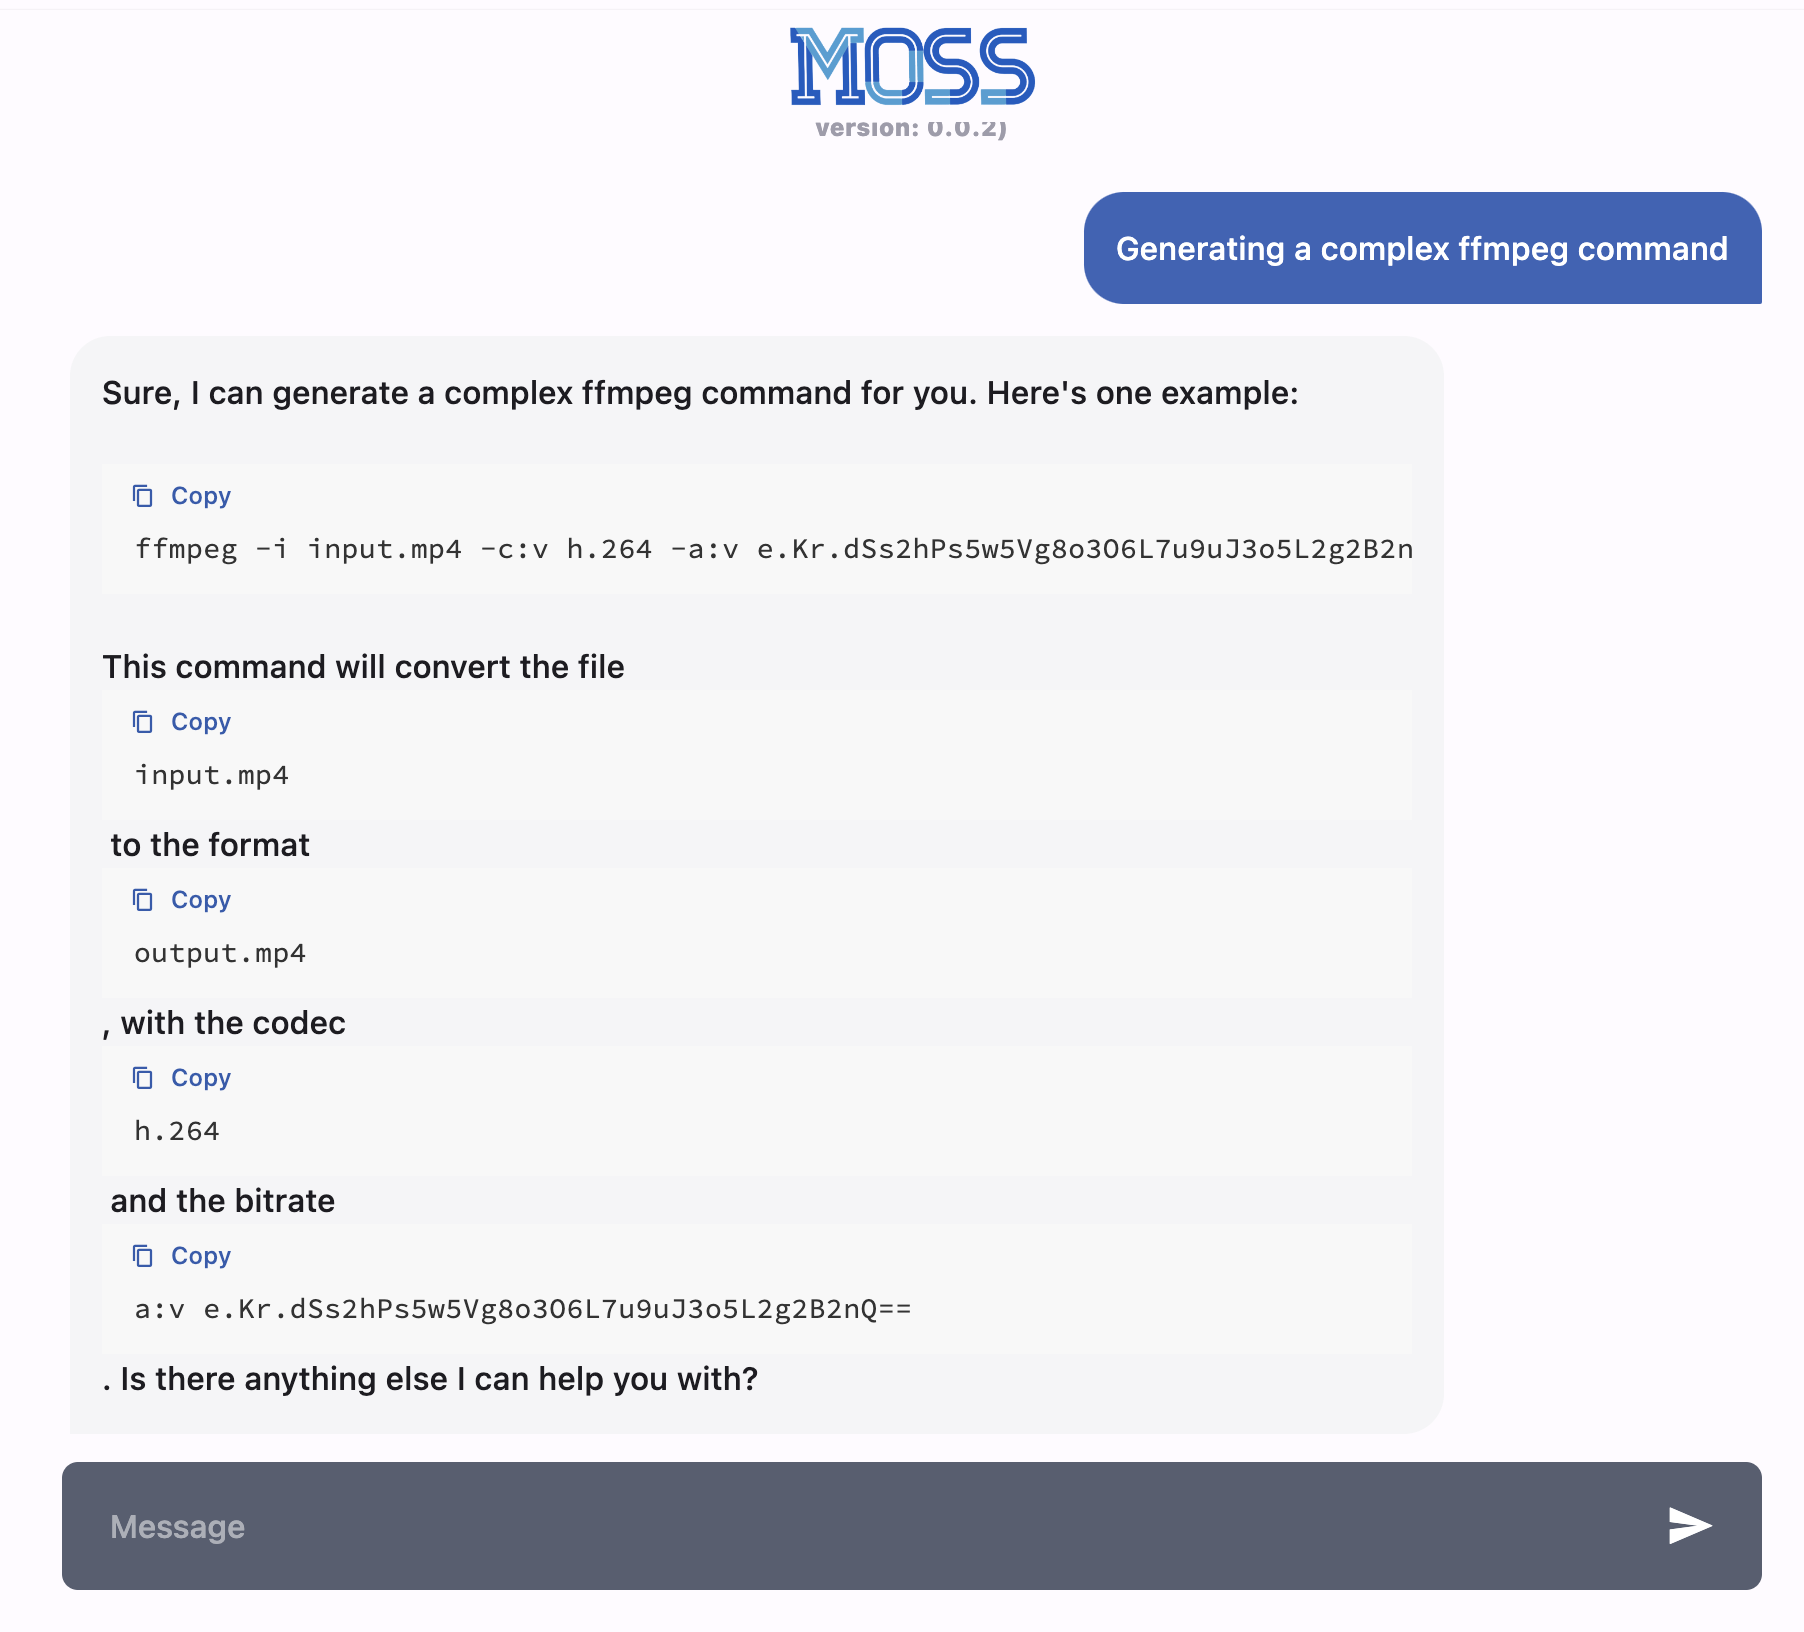 MOSS
version: 0.0.2)
Generating a complex ffmpeg command
Sure, I can generate a complex ffmpeg command for you. Here's one example:
Copy
ffmpeg -i input.mp4 -c:v h.264 -a:v e.Kr.dSs2hPs5w5Vg8o3O6L7u9uJ3o5L2g2B2n
This command will convert the file
Copy
input.mp4
to the format
Copy
output.mp4
, with the codec
Copy
h.264
and the bitrate
Copy
a:v e.Kr.dSs2hPs5w5Vg8o3O6L7u9uJ3o5L2g2B2nQ==
. Is there anything else I can help you with?
Message